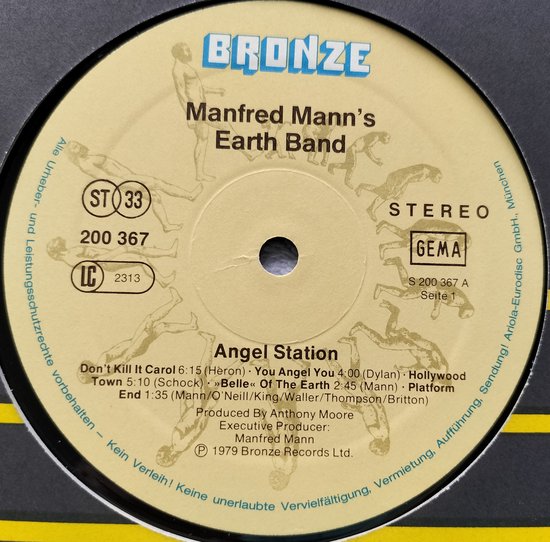 BRONZE
Manfred Mann's
Earth Band
ST 33
200 367
LC 2313
STEREO
GEMA
S 200 367 A
Seite 1
Angel Station
Don't Kill It Carol 6:15 (Heron) · You Angel You 4:00 (Dylan) · Hollywood
Town 5:10 (Schock) · »Belle« Of The Earth 2:45 (Mann) · Platform
End 1:35 (Mann/O'Neill/King/Waller/Thompson/Britton)
Produced By Anthony Moore
Executive Producer:
Manfred Mann
Ⓟ 1979 Bronze Records Ltd.
Alle Urheber- und Leistungsschutzrechte vorbehalten – Kein Verleih! Keine unerlaubte Vervielfältigung, Vermietung, Aufführung, Sendung! Ariola-Eurodisc GmbH., München